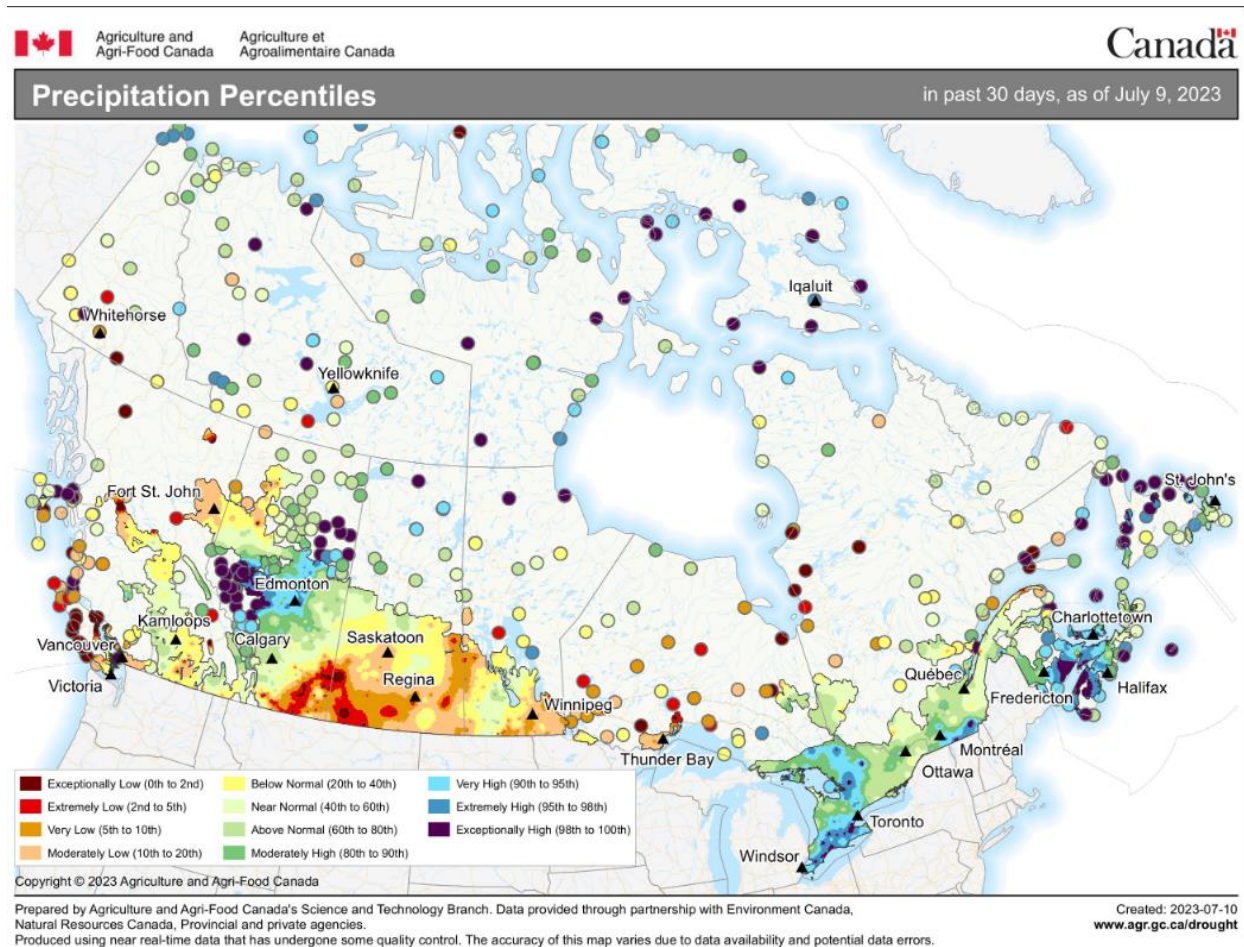 Agriculture and
Agri-Food Canada
Agriculture et
Agroalimentaire Canada
Canada
Precipitation Percentiles
in past 30 days, as of July 9, 2023
Iqaluit
Whitehorse
Yellowknife
Fort St. John
St. John's
Edmonton
Kamloops
Calgary
Saskatoon
Charlottetown
Vancouver
Victoria
Regina
Winnipeg
Québec
Fredericton
Halifax
Thunder Bay
Montréal
Ottawa
Toronto
Windsor
Exceptionally Low (0th to 2nd)
Extremely Low (2nd to 5th)
Very Low (5th to 10th)
Moderately Low (10th to 20th)
Below Normal (20th to 40th)
Near Normal (40th to 60th)
Above Normal (60th to 80th)
Moderately High (80th to 90th)
Very High (90th to 95th)
Extremely High (95th to 98th)
Exceptionally High (98th to 100th)
Copyright © 2023 Agriculture and Agri-Food Canada
Prepared by Agriculture and Agri-Food Canada's Science and Technology Branch. Data provided through partnership with Environment Canada,
Natural Resources Canada, Provincial and private agencies.
Produced using near real-time data that has undergone some quality control. The accuracy of this map varies due to data availability and potential data errors.
Created: 2023-07-10
www.agr.gc.ca/drought